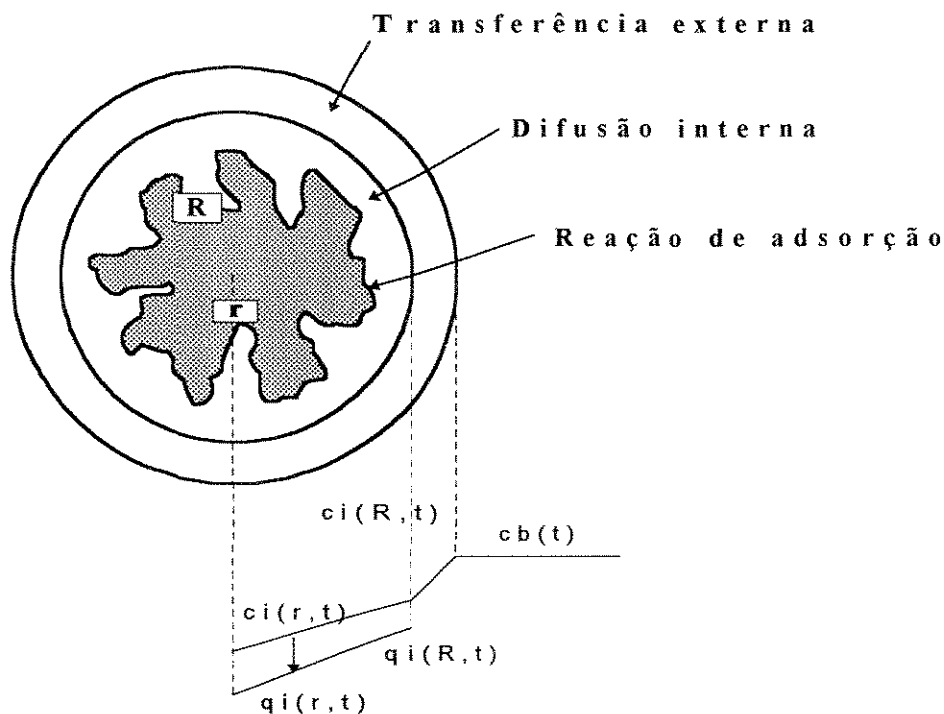 Transferência externa
Difusão interna
R
Reação de adsorção
r
ci(R,t)
cb(t)
ci(r,t)
qi(R,t)
qi(r,t)